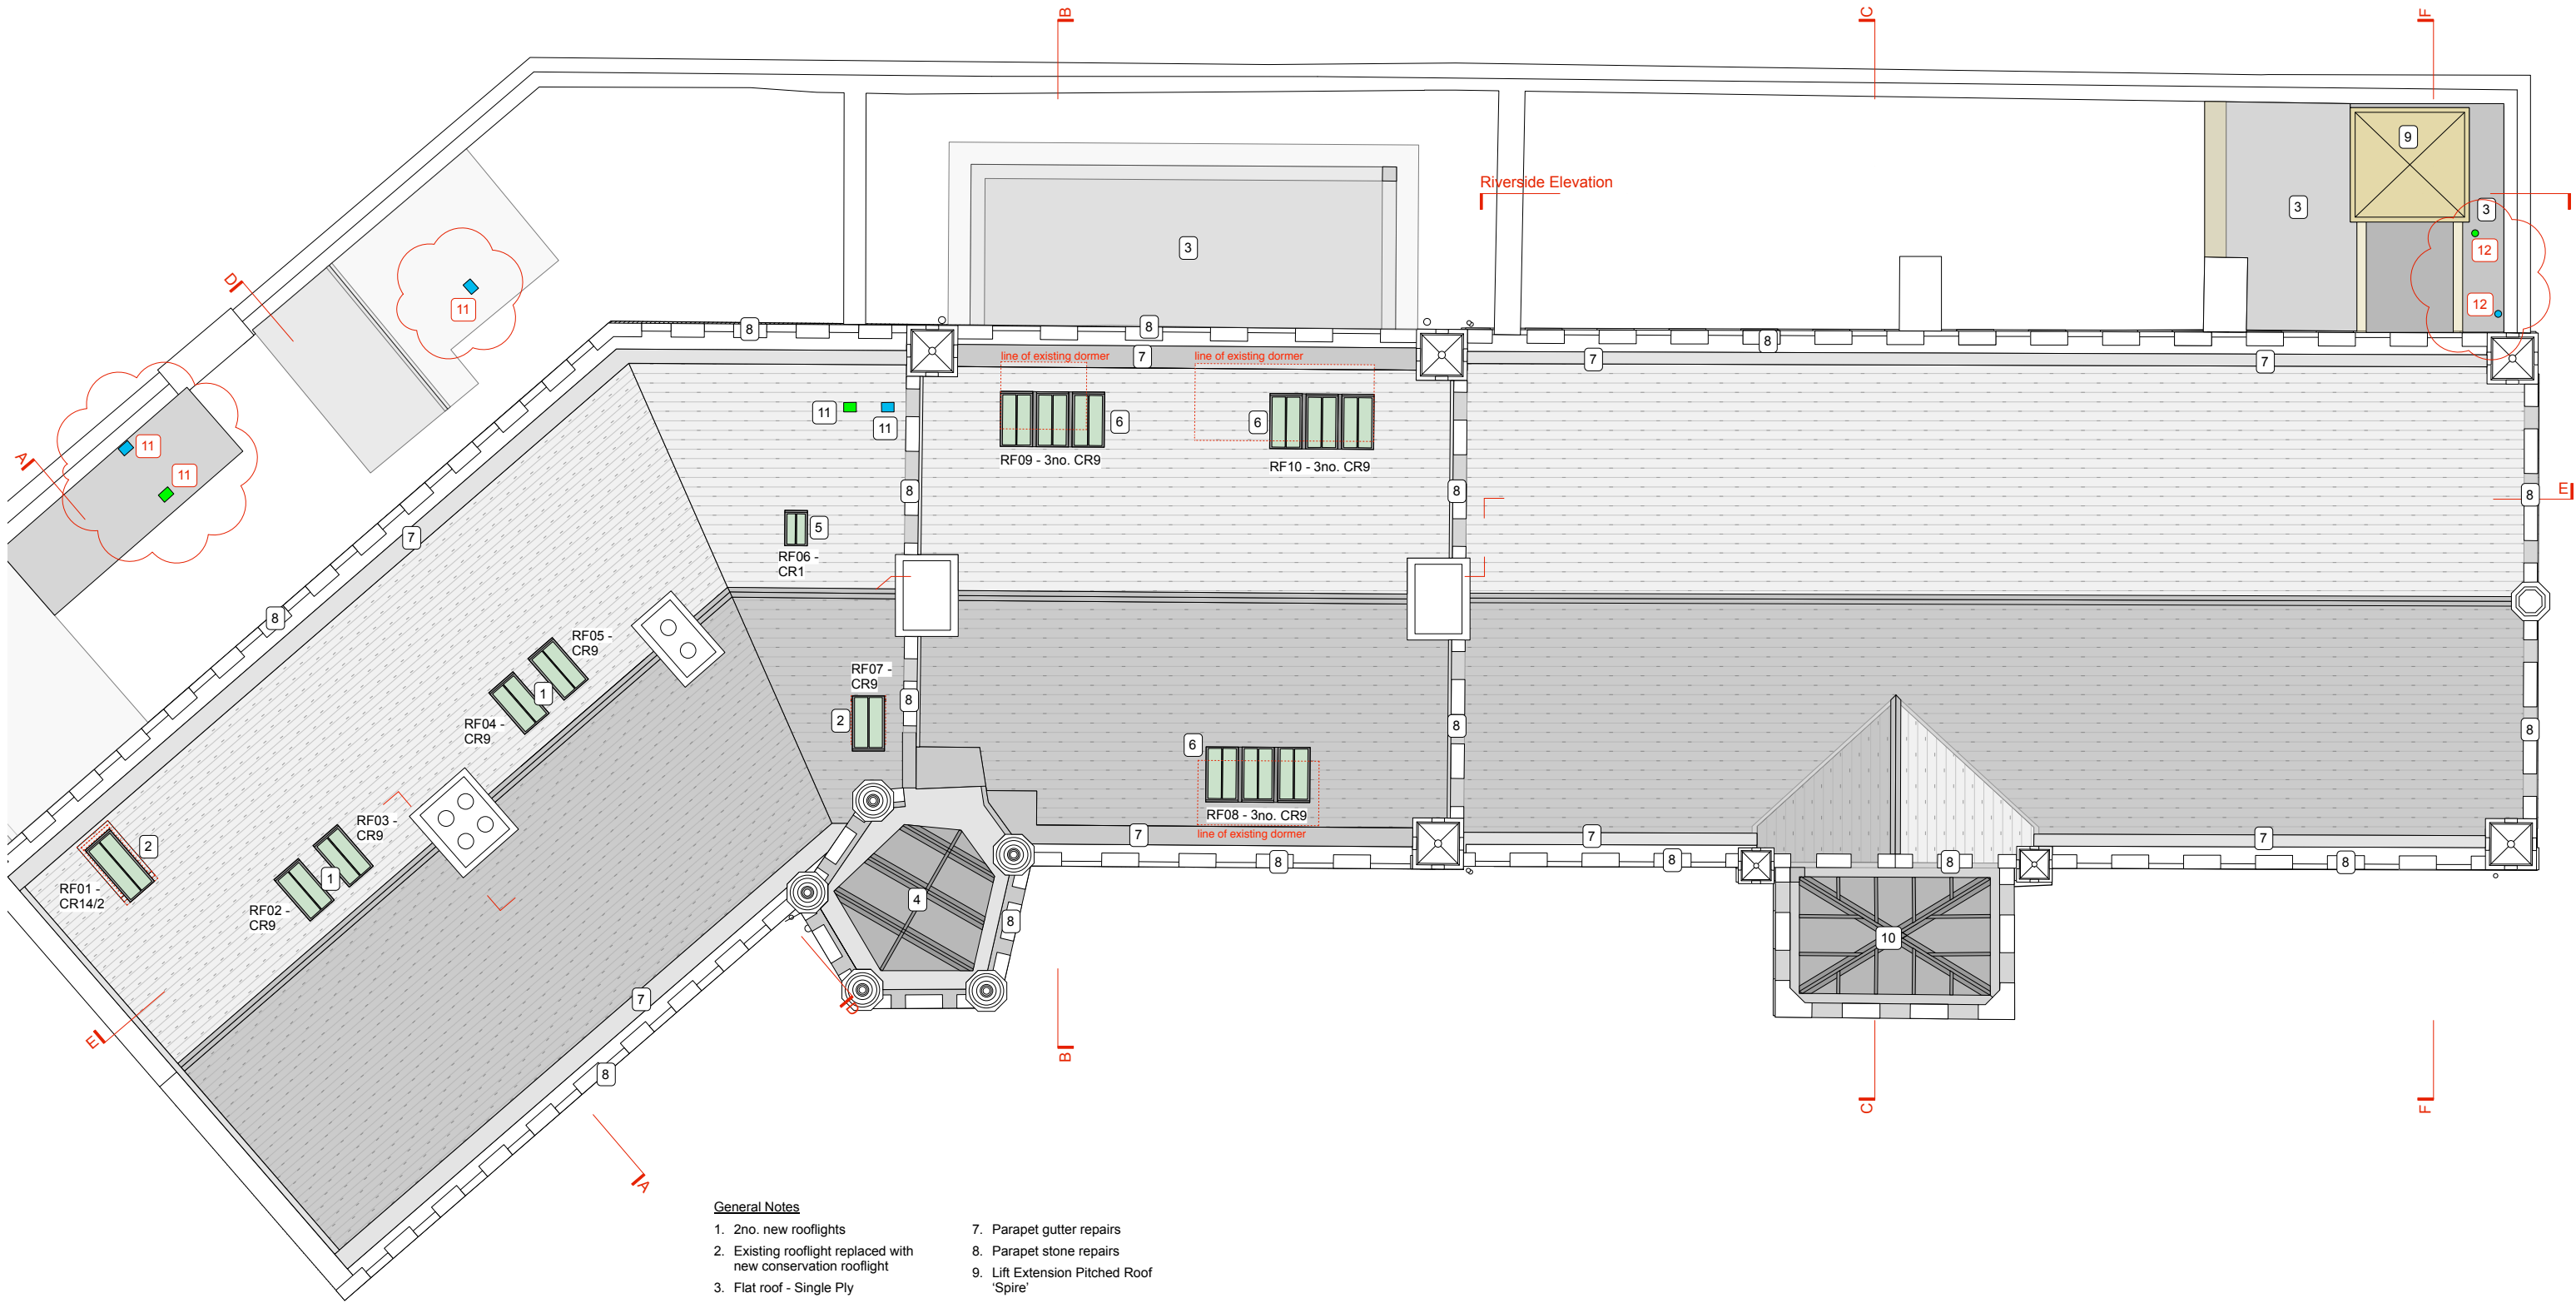 B
C
F
9
Riverside Elevation
3
3
3
12
12
D
11
8
8
8
line of existing dormer
7
line of existing dormer
7
7
11
11
6
6
RF09 - 3no. CR9
RF10 - 3no. CR9
A
11
11
8
8
8
E
5
RF06 -
CR1
7
8
RF05 -
CR9
1
RF04 -
CR9
RF07 -
CR9
2
8
8
8
6
RF08 - 3no. CR9
line of existing dormer
7
7
7
RF03 -
CR9
2
1
RF01 -
CR14/2
RF02 -
CR9
8
8
8
8
4
8
10
7
D
E
B
8
C
F
A
General Notes
1. 2no. new rooflights
2. Existing rooflight replaced with
new conservation rooflight
3. Flat roof - Single Ply
7. Parapet gutter repairs
8. Parapet stone repairs
9. Lift Extension Pitched Roof
‘Spire’